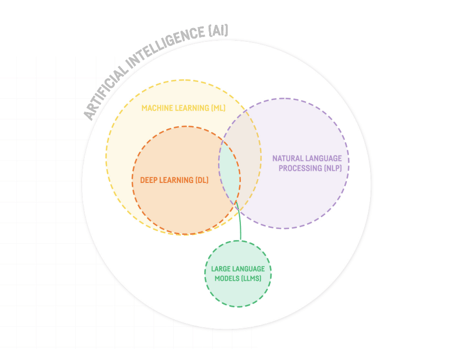 ARTIFICIAL INTELLIGENCE (AI)
MACHINE LEARNING (ML)
NATURAL LANGUAGE
PROCESSING (NLP)
DEEP LEARNING (DL)
LARGE LANGUAGE
MODELS (LLMS)